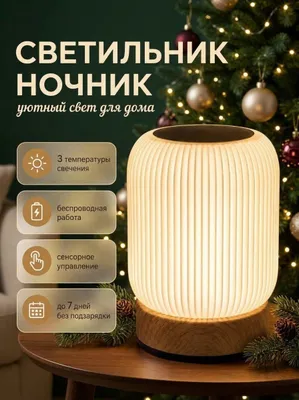 СВЕТИЛЬНИК
НОЧНИК
уютный свет для дома
3 температуры
свечения
беспроводная
работа
сенсорное
управление
до 7 дней
без подзарядки